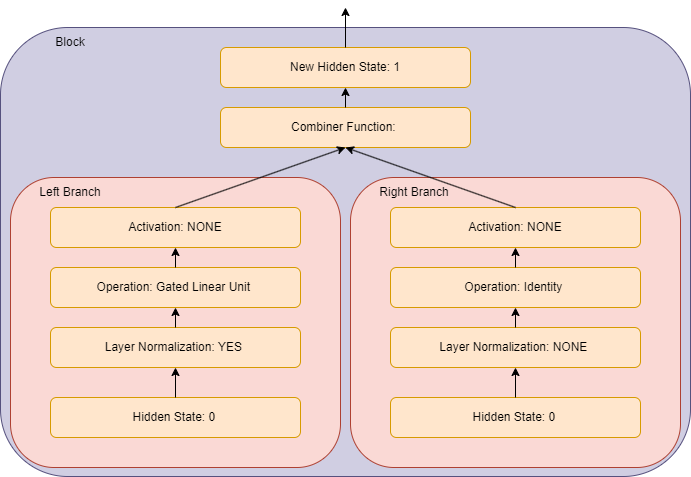 Block
New Hidden State: 1
Combiner Function:
Left Branch
Activation: NONE
Operation: Gated Linear Unit
Layer Normalization: YES
Hidden State: 0
Right Branch
Activation: NONE
Operation: Identity
Layer Normalization: NONE
Hidden State: 0